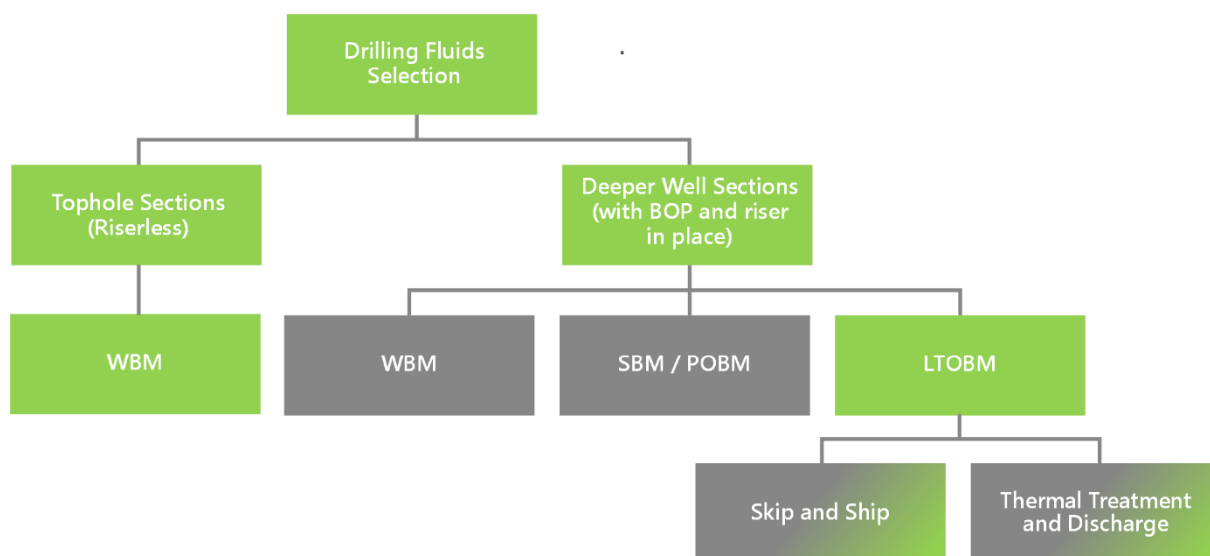 Drilling Fluids
Selection
.
Tophole Sections
(Riserless)
Deeper Well Sections
(with BOP and riser
in place)
WBM
WBM
SBM / POBM
LTOBM
Skip and Ship
Thermal Treatment
and Discharge